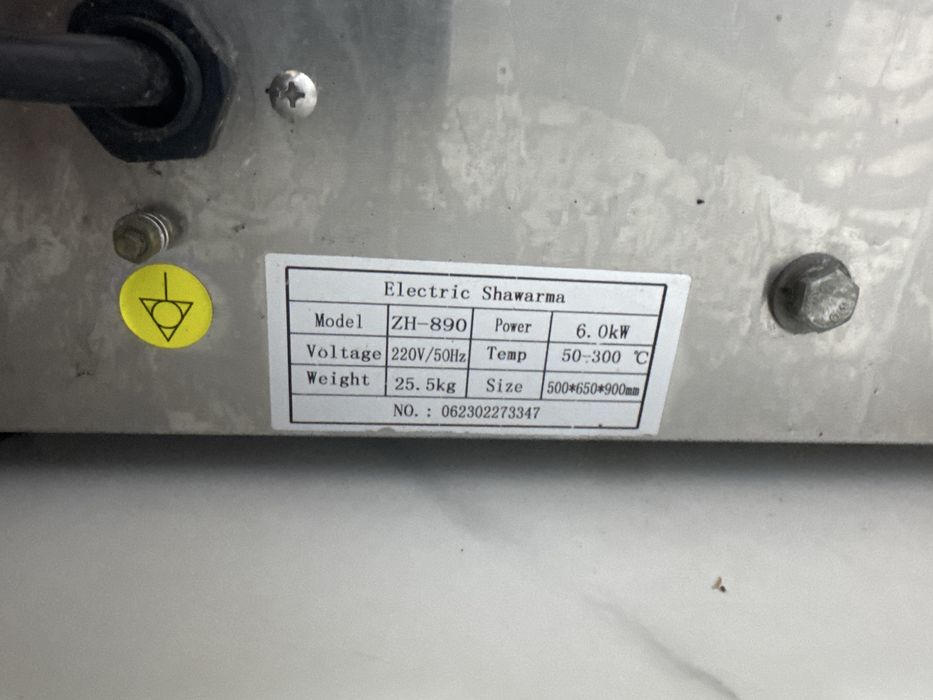 Electric Shawarma
Model ZH-890 Power 6.0kW
Voltage 220V/50Hz Temp 50-300 ℃
Weight 25.5kg Size 500*650*900mm
NO.: 062302273347